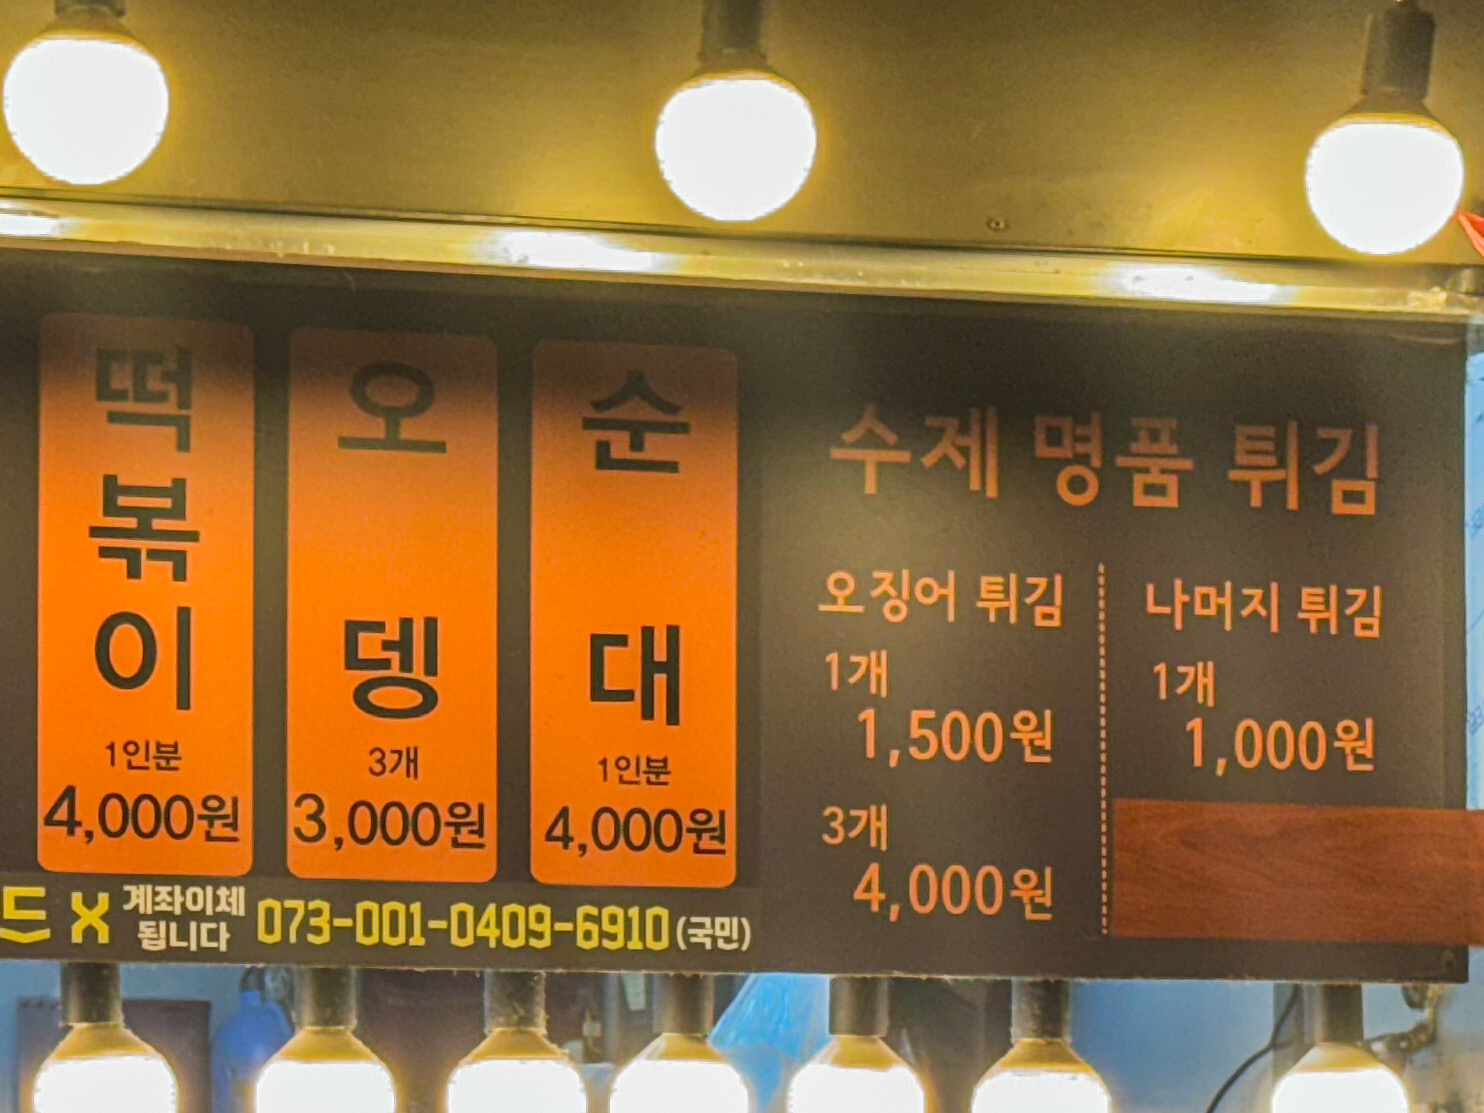 떡볶이
1인분
4,000원
오뎅
3개
3,000원
순대
1인분
4,000원
수제 명품 튀김
오징어 튀김
1개
1,500원
3개
4,000원
나머지 튀김
1개
1,000원
드 X 계좌이체
됩니다 073-001-0409-6910 (국민)